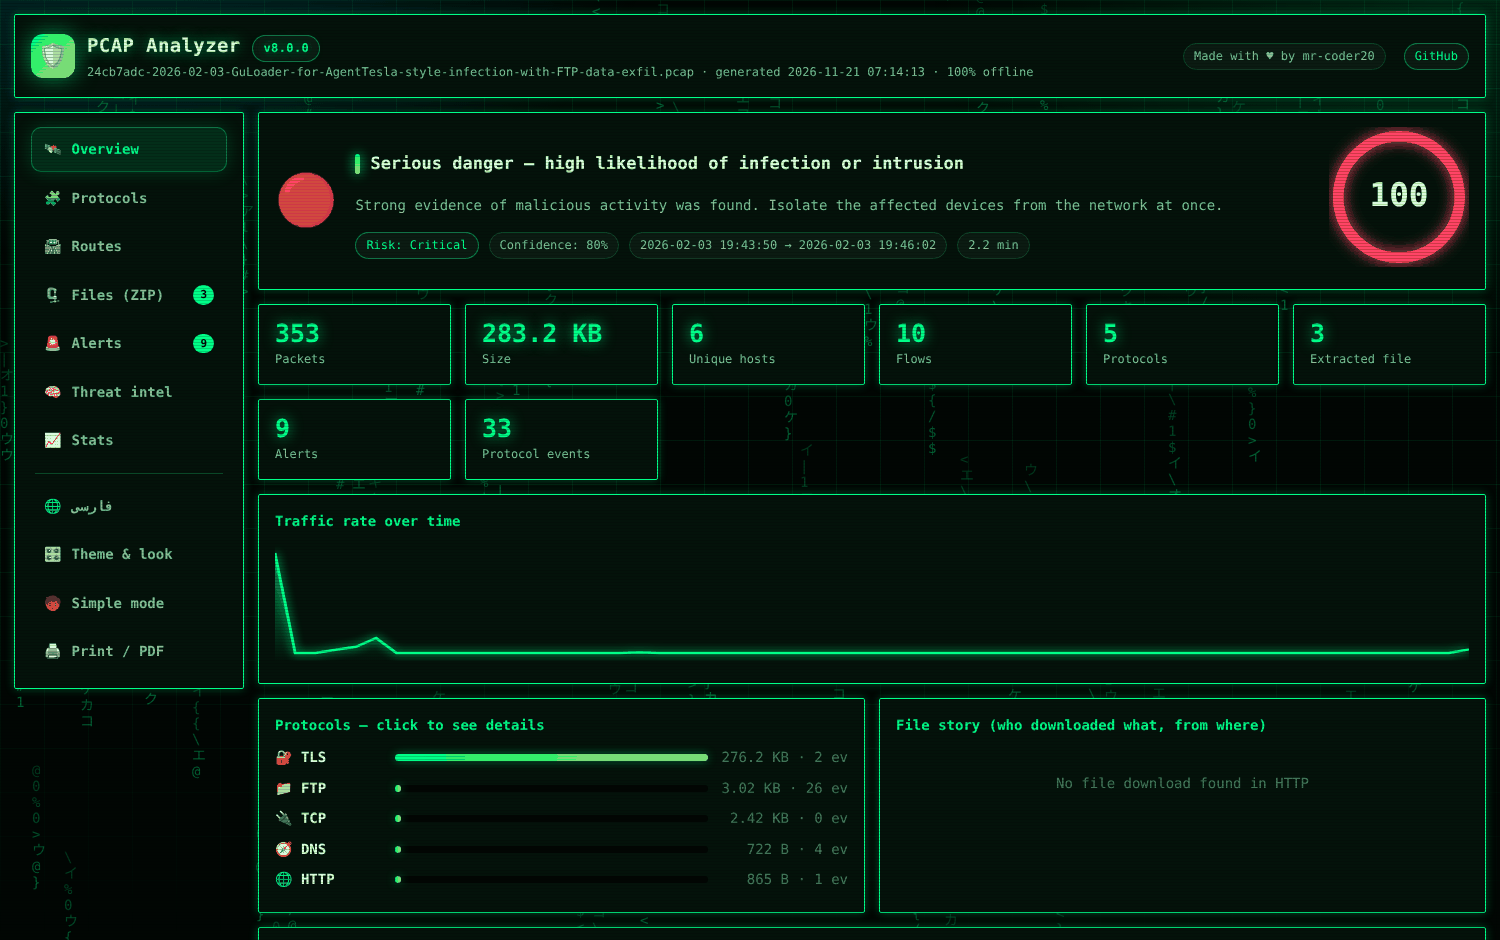 PCAP Analyzer v8.0.0
24cb7adc-2026-02-03-GuLoader-for-AgentTesla-style-infection-with-FTP-data-exfil.pcap · generated 2026-11-21 07:14:13 · 100% offline
Made with ♥ by mr-coder20
GitHub
Overview
Protocols
Routes
Files (ZIP) 3
Alerts 9
Threat intel
Stats
فارسی
Theme & look
Simple mode
Print / PDF
Serious danger — high likelihood of infection or intrusion
Strong evidence of malicious activity was found. Isolate the affected devices from the network at once.
Risk: Critical
Confidence: 80%
2026-02-03 19:43:50 → 2026-02-03 19:46:02
2.2 min
100
353
Packets
283.2 KB
Size
6
Unique hosts
10
Flows
5
Protocols
3
Extracted file
9
Alerts
33
Protocol events
Traffic rate over time
Protocols — click to see details
TLS 276.2 KB · 2 ev
FTP 3.02 KB · 26 ev
TCP 2.42 KB · 0 ev
DNS 722 B · 4 ev
HTTP 865 B · 1 ev
File story (who downloaded what, from where)
No file download found in HTTP